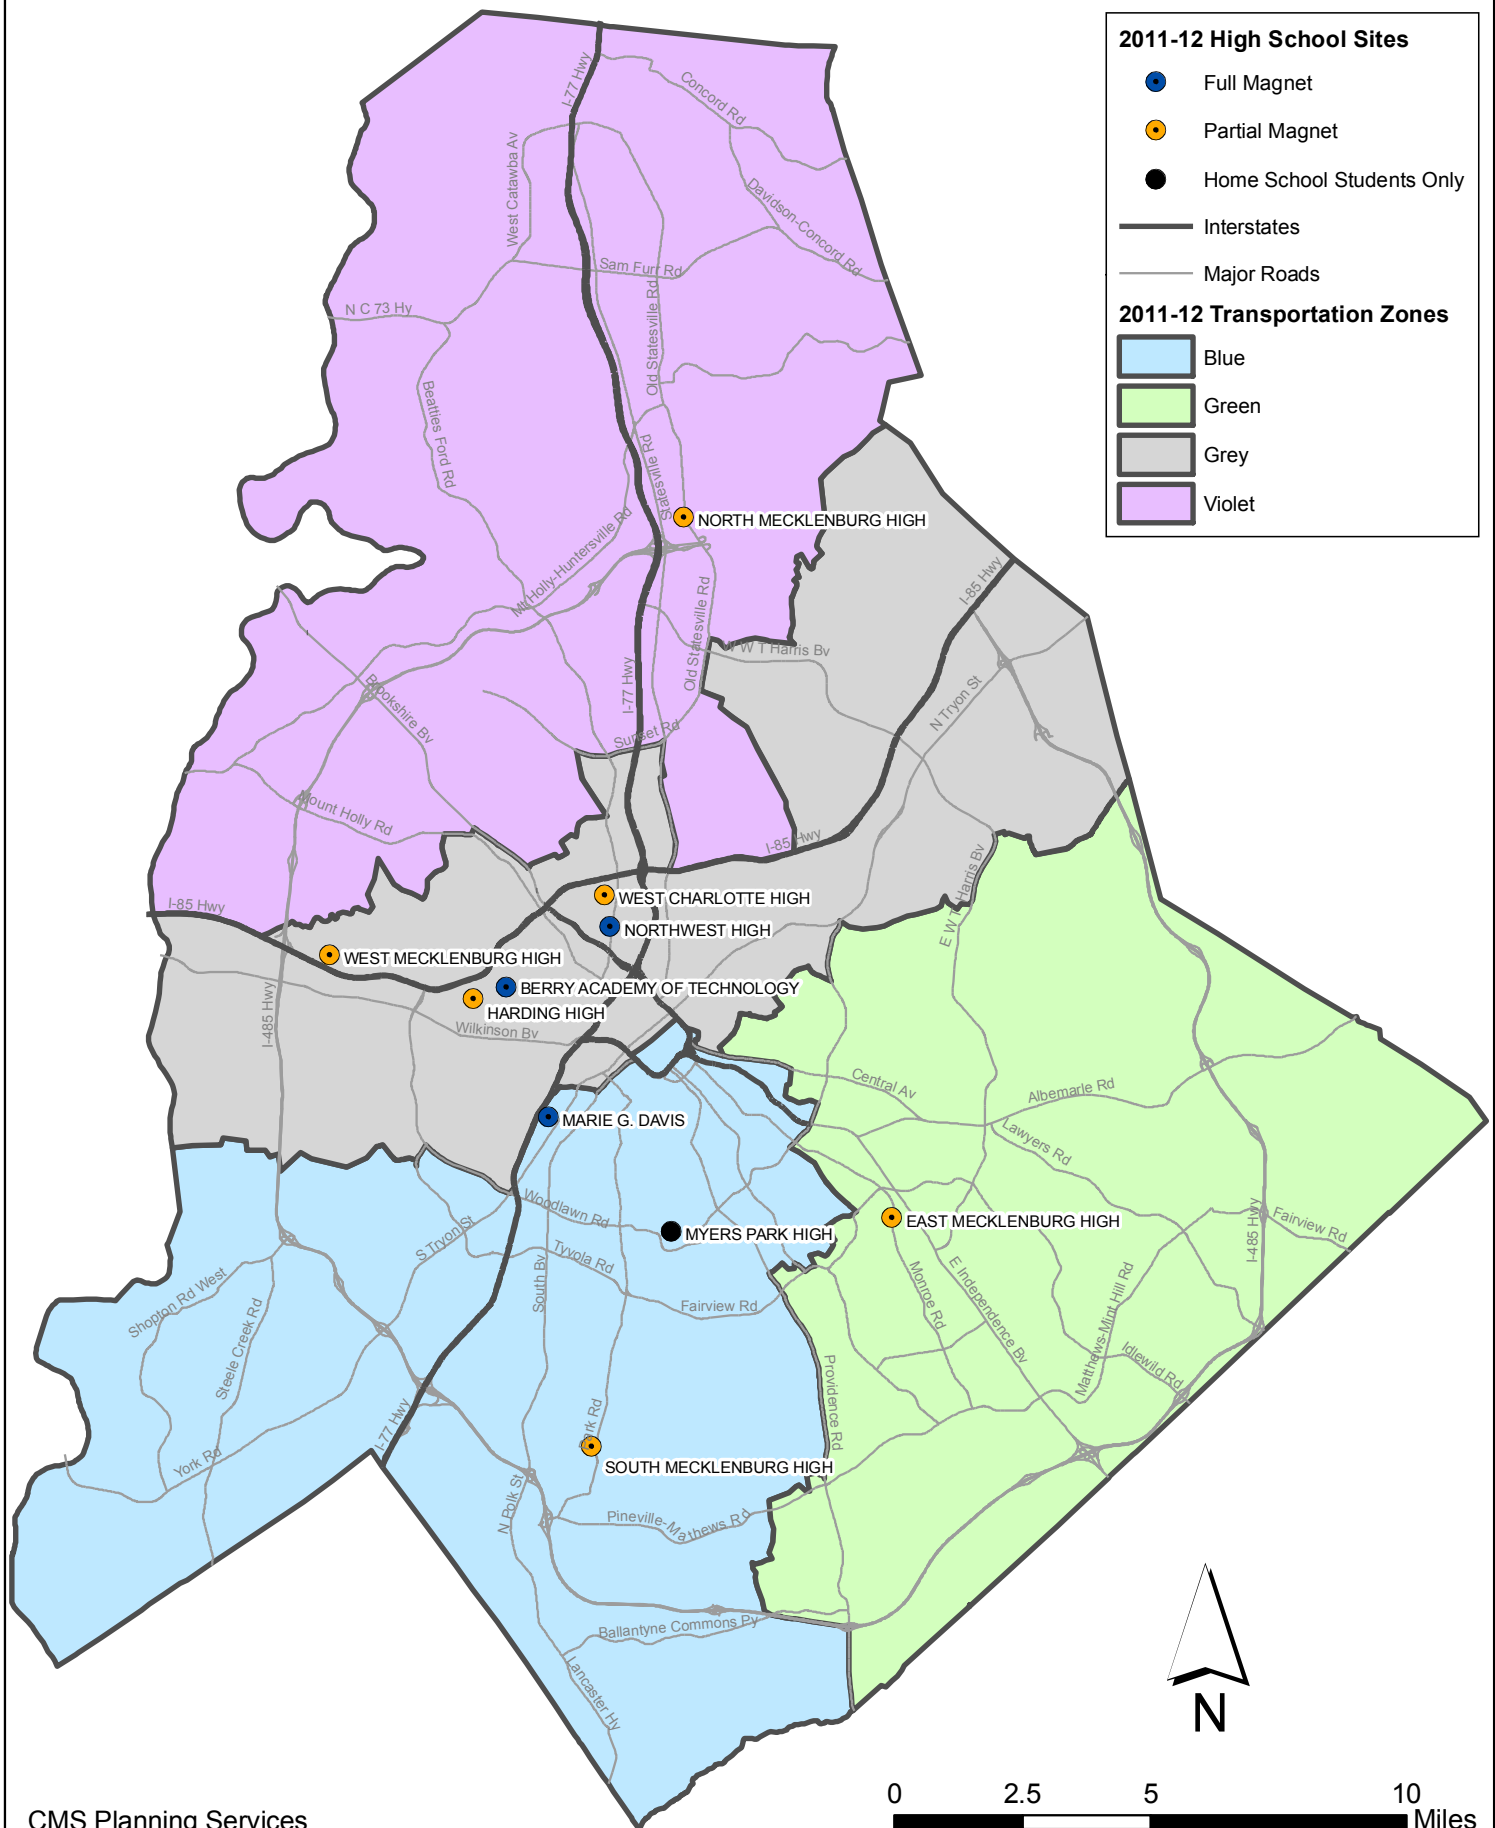 2011-12 High School Sites
Full Magnet
Partial Magnet
Home School Students Only
Interstates
Major Roads
2011-12 Transportation Zones
Blue
Green
Grey
Violet
I-77 Hwy
Concord Rd
West Catawba Av
Davidson-Concord Rd
Sam Furr Rd
N C 73 Hy
Old Statesville Rd
Beatties Ford Rd
Statesville Rd
NORTH MECKLENBURG HIGH
Mt Holly-Huntersville Rd
I-85 Hwy
Old Statesville Rd
W W T Harris Bv
I-77 Hwy
Brookshire Bv
N Tryon St
Sunset Rd
Mount Holly Rd
I-85 Hwy
E W T Harris Bv
I-85 Hwy
WEST CHARLOTTE HIGH
NORTHWEST HIGH
WEST MECKLENBURG HIGH
BERRY ACADEMY OF TECHNOLOGY
HARDING HIGH
I-485 Hwy
Wilkinson Bv
Central Av
Albemarle Rd
MARIE G. DAVIS
Lawyers Rd
Woodlawn Rd
EAST MECKLENBURG HIGH
MYERS PARK HIGH
I-485 Hwy
Fairview Rd
S Tryon St
Tyvola Rd
South Bv
Fairview Rd
Shopton Rd West
Steele Creek Rd
Monroe Rd
E Independence Bv
Matthews-Mint Hill Rd
Idlewild Rd
Providence Rd
I-77 Hwy
Park Rd
York Rd
SOUTH MECKLENBURG HIGH
N Polk St
Pineville-Mathews Rd
Ballantyne Commons Py
Lancaster Hy
N
0 2.5 5 10
Miles
CMS Planning Services